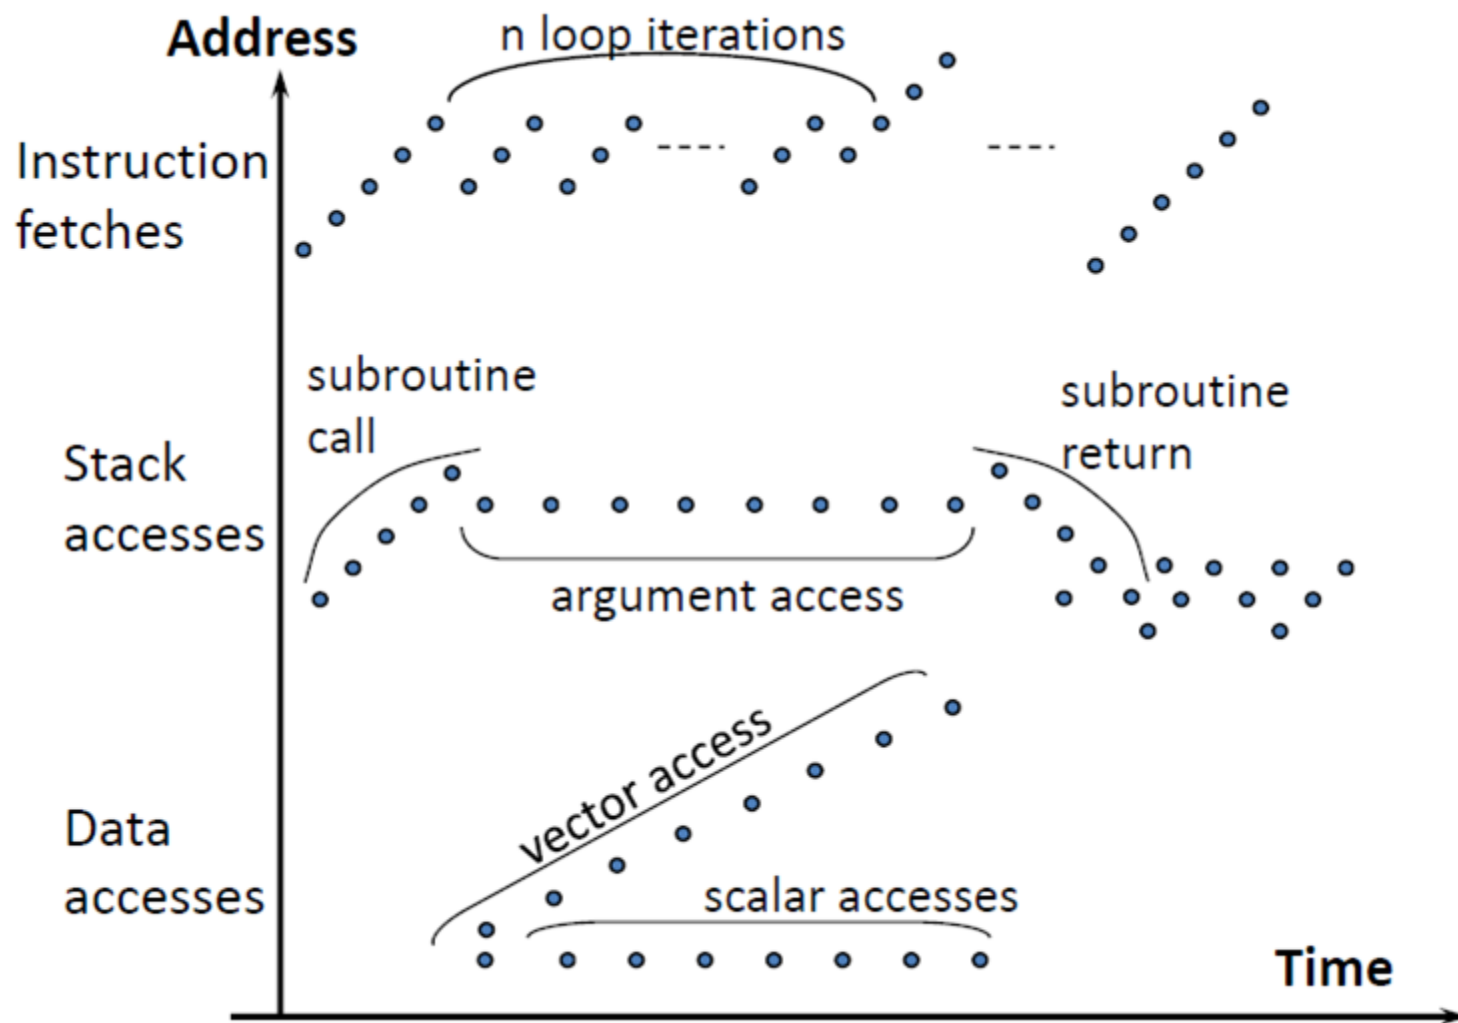 Address
n loop iterations
Instruction
fetches
subroutine
call
subroutine
return
Stack
accesses
argument access
vector access
Data
accesses
scalar accesses
Time